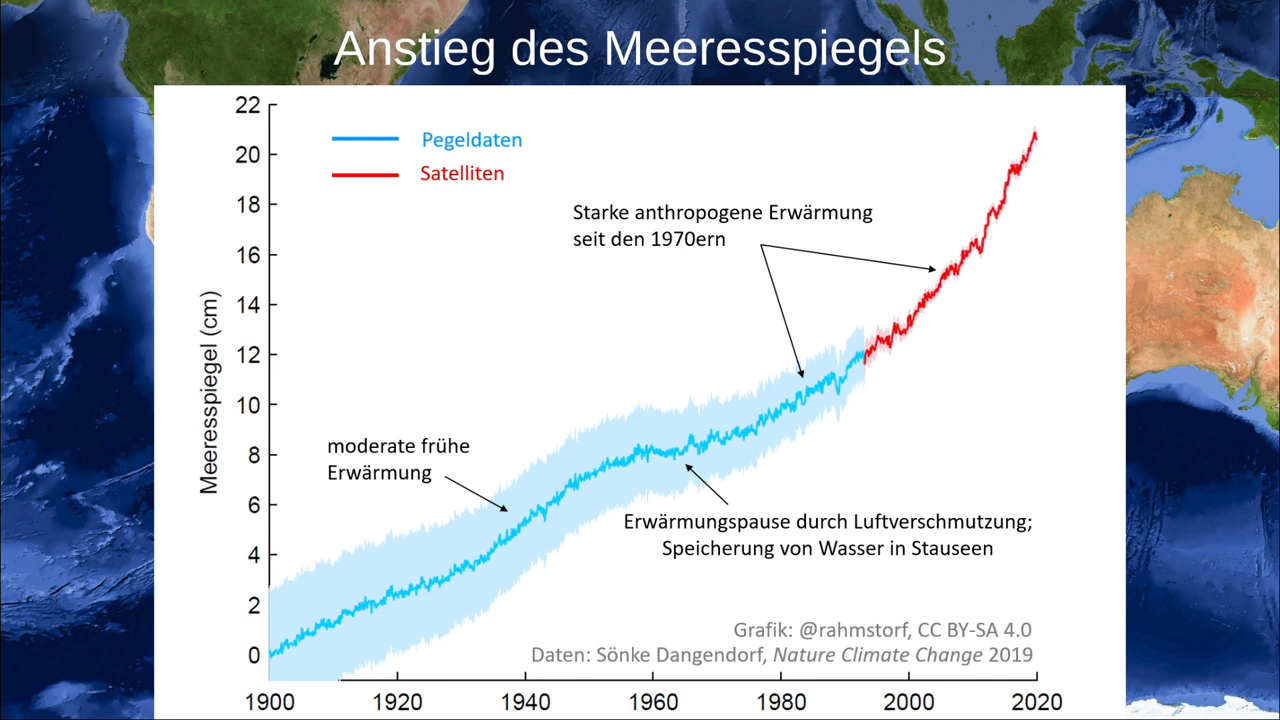 Anstieg des Meeresspiegels
22
20
18
16
14
12
10
8
6
4
2
0
Meeresspiegel (cm)
Pegeldaten
Satelliten
Starke anthropogene Erwärmung
seit den 1970ern
moderate frühe
Erwärmung
Erwärmungspause durch Luftverschmutzung;
Speicherung von Wasser in Stauseen
Grafik: @rahmstorf, CC BY-SA 4.0
Daten: Sönke Dangendorf, Nature Climate Change 2019
1900 1920 1940 1960 1980 2000 2020